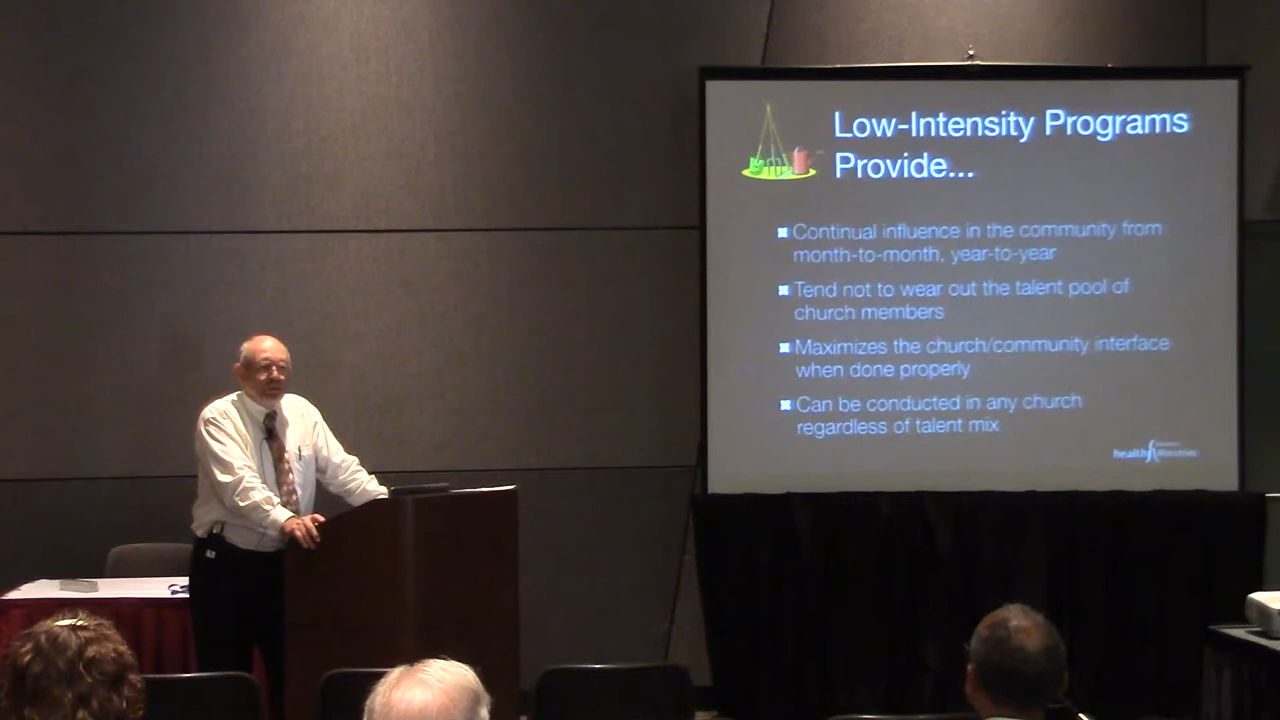 Low-Intensity Programs
Provide...
Continual influence in the community from
month-to-month, year-to-year
Tend not to wear out the talent pool of
church members
Maximizes the church/community interface
when done properly
Can be conducted in any church
regardless of talent mix
health Ministries